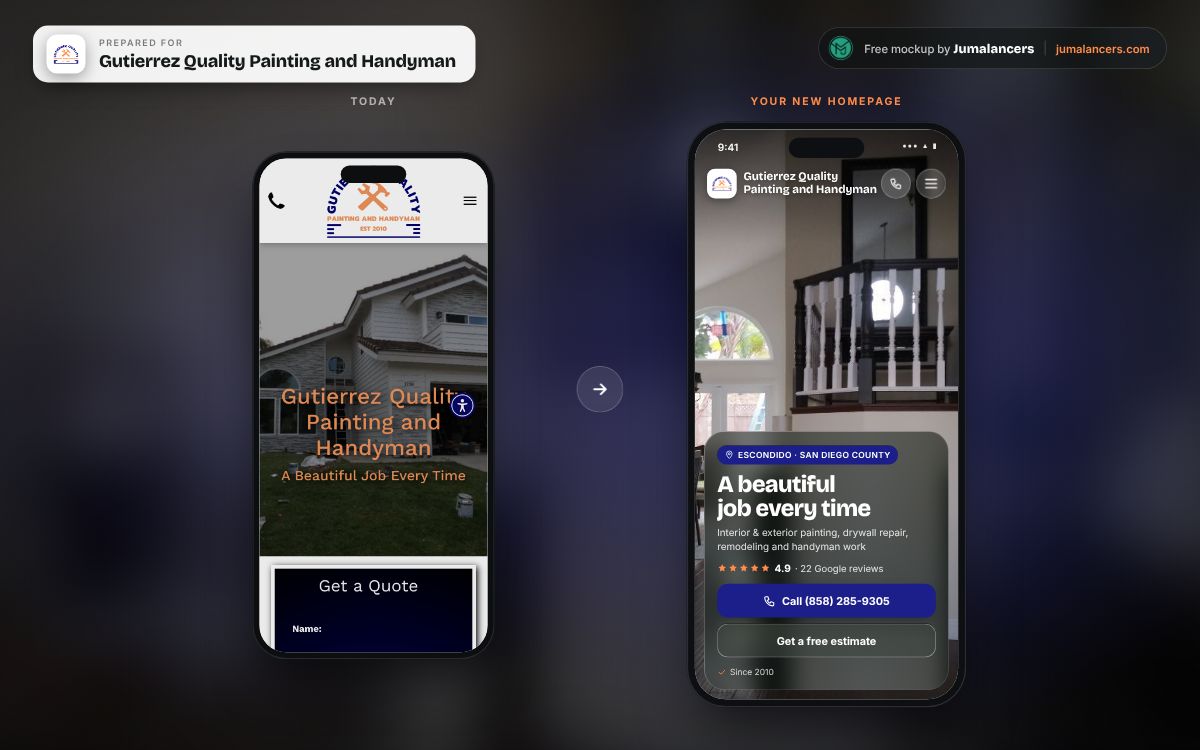 PREPARED FOR
Gutierrez Quality Painting and Handyman
Free mockup by Jumalancers
jumalancers.com
TODAY
PAINTING AND HANDYMAN
EST 2010
Gutierrez Quality
Painting and
Handyman
A Beautiful Job Every Time
Get a Quote
Name:
YOUR NEW HOMEPAGE
9:41
Gutierrez Quality
Painting and Handyman
ESCONDIDO · SAN DIEGO COUNTY
A beautiful
job every time
Interior & exterior painting, drywall repair,
remodeling and handyman work
4.9 · 22 Google reviews
Call (858) 285-9305
Get a free estimate
Since 2010